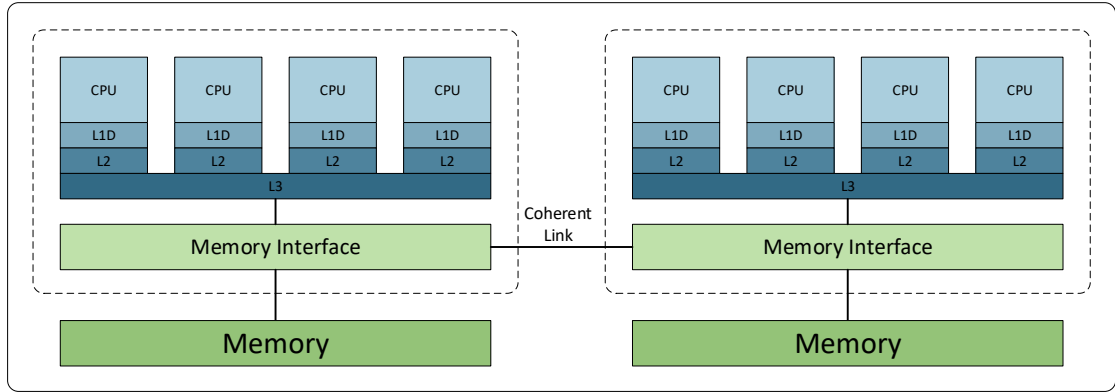 CPU CPU CPU CPU
L1D L1D L1D L1D
L2 L2 L2 L2
L3
Memory Interface
Memory
Coherent
Link
CPU CPU CPU CPU
L1D L1D L1D L1D
L2 L2 L2 L2
L3
Memory Interface
Memory